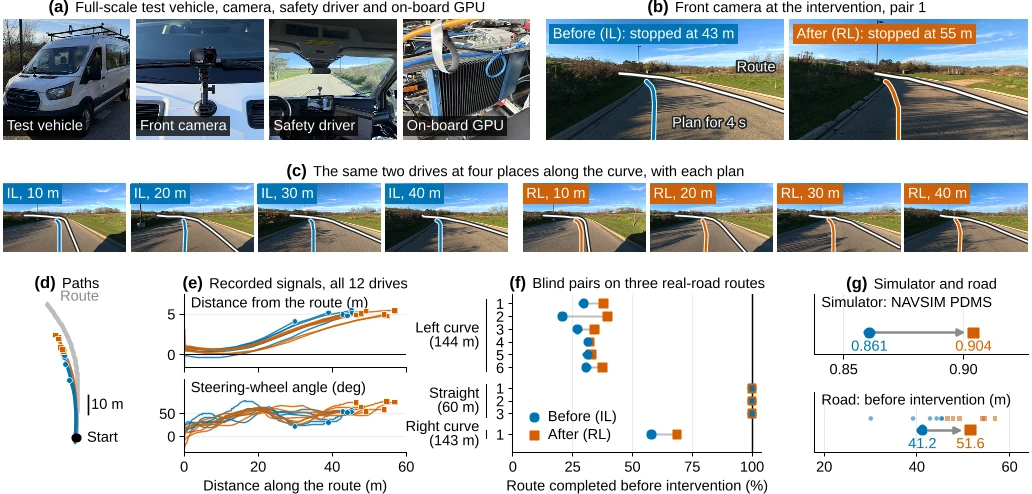 (a) Full-scale test vehicle, camera, safety driver and on-board GPU
Test vehicle
Front camera
Safety driver
On-board GPU
(b) Front camera at the intervention, pair 1
Before (IL): stopped at 43 m
Route
Plan for 4 s
After (RL): stopped at 55 m
(c) The same two drives at four places along the curve, with each plan
IL, 10 m
IL, 20 m
IL, 30 m
IL, 40 m
RL, 10 m
RL, 20 m
RL, 30 m
RL, 40 m
(d) Paths
Route
10 m
Start
(e) Recorded signals, all 12 drives
Distance from the route (m)
5
0
Steering-wheel angle (deg)
50
0
0 20 40 60
Distance along the route (m)
(f) Blind pairs on three real-road routes
Left curve
(144 m)
1
2
3
4
5
6
Straight
(60 m)
1
2
3
Right curve
(143 m)
1
Before (IL)
After (RL)
0 25 50 75 100
Route completed before intervention (%)
(g) Simulator and road
Simulator: NAVSIM PDMS
0.861
0.904
0.85 0.90
Road: before intervention (m)
41.2
51.6
20 40 60